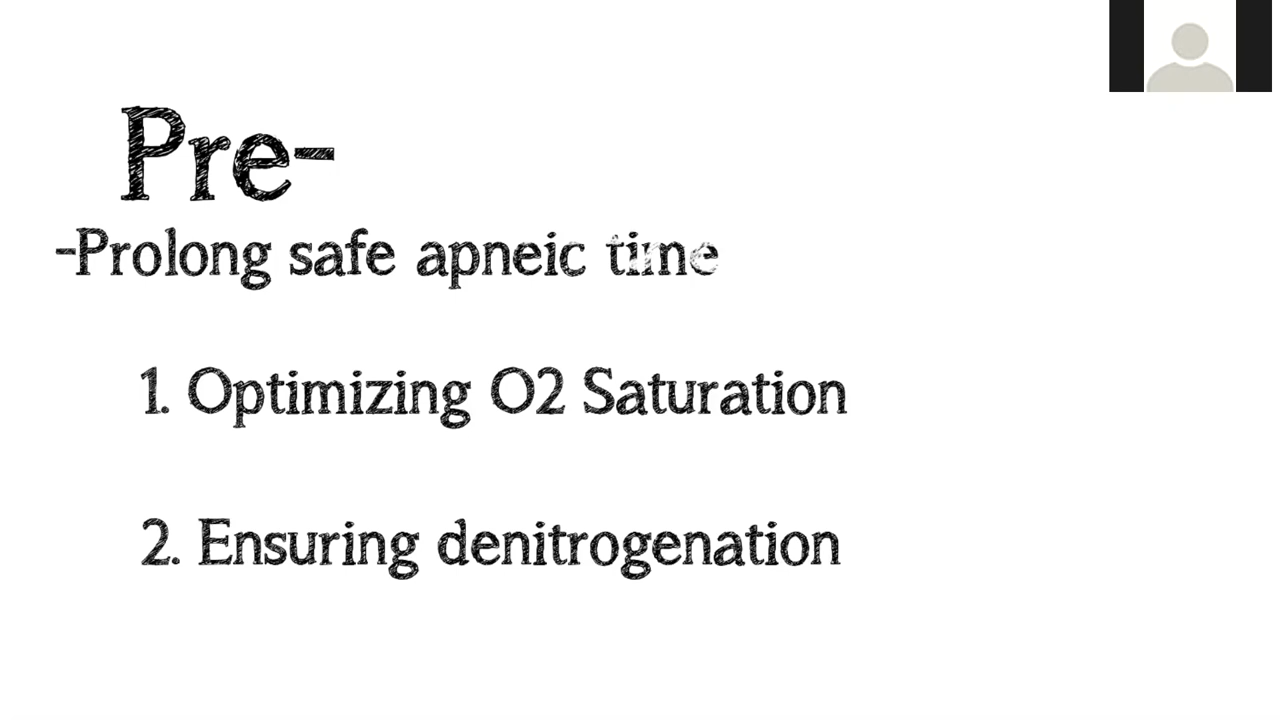 Pre-
-Prolong safe apneic time
1. Optimizing O2 Saturation
2. Ensuring denitrogenation